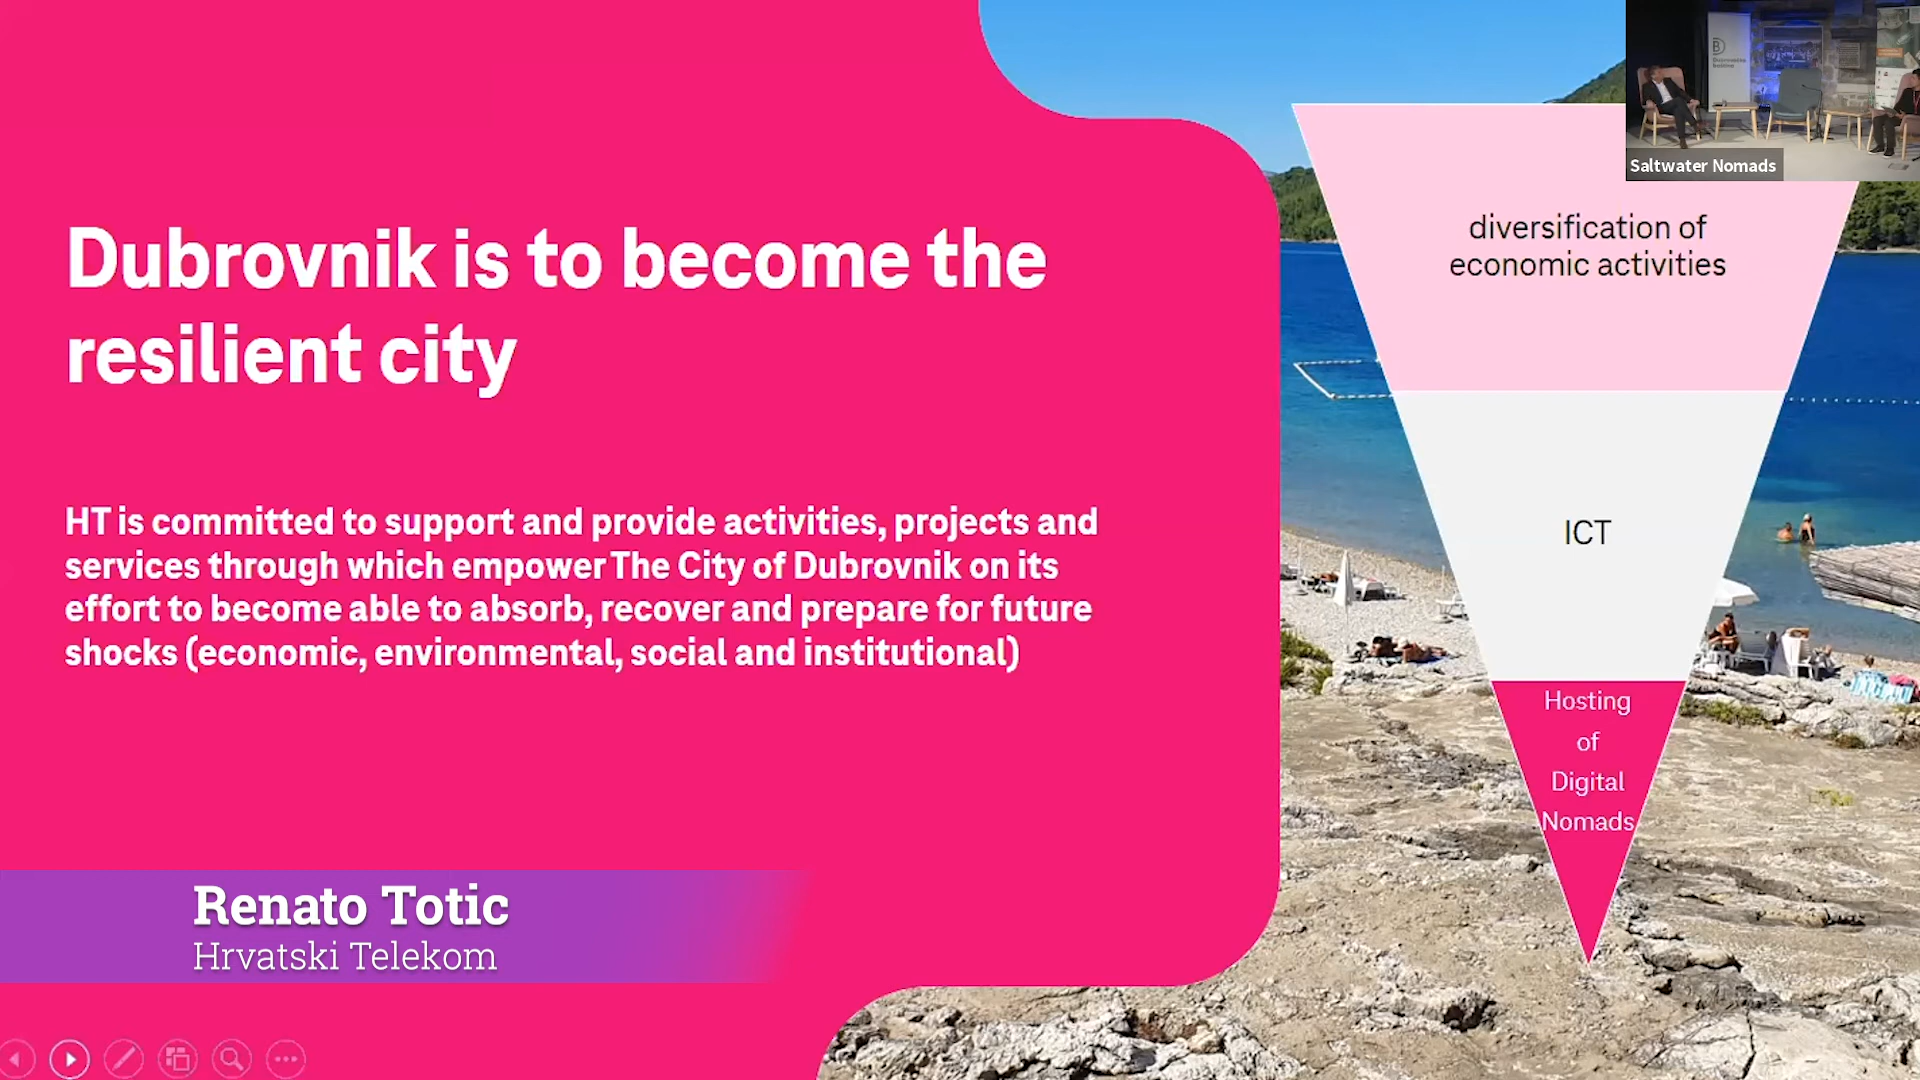 Dubrovnik is to become the
resilient city
HT is committed to support and provide activities, projects and
services through which empower The City of Dubrovnik on its
effort to become able to absorb, recover and prepare for future
shocks (economic, environmental, social and institutional)
diversification of
economic activities
ICT
Hosting
of
Digital
Nomads
Saltwater Nomads
Renato Totic
Hrvatski Telekom